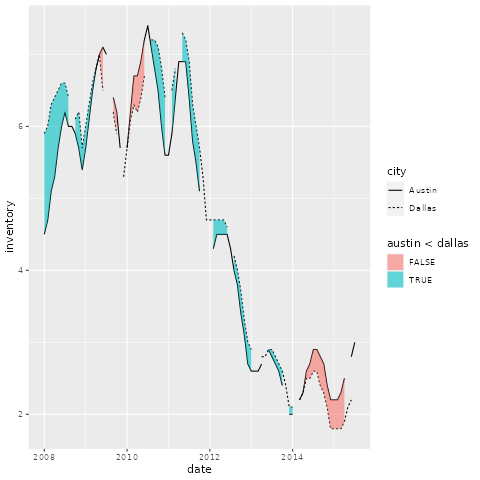 inventory
6
4
2
2008 2010 2012 2014
date
city
Austin
Dallas
austin < dallas
FALSE
TRUE